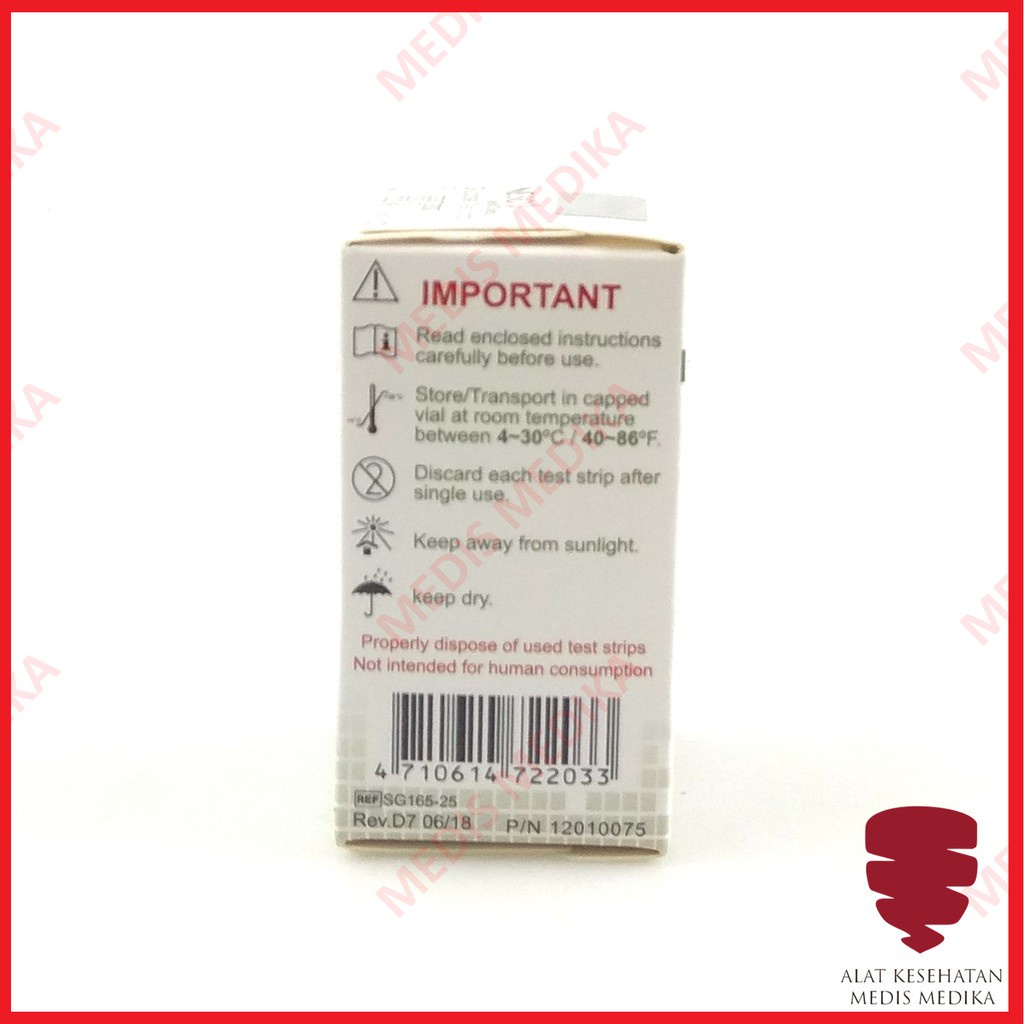 IMPORTANT
Read enclosed instructions
carefully before use.
Store/Transport in capped
vial at room temperature
between 4~30°C / 40~86°F.
Discard each test strip after
single use.
Keep away from sunlight.
keep dry.
Properly dispose of used test strips
Not intended for human consumption
4 710614 722033
REF SG165-25
Rev.D7 06/18 P/N 12010075
MEDIS MEDIKA
ALAT KESEHATAN
MEDIS MEDIKA